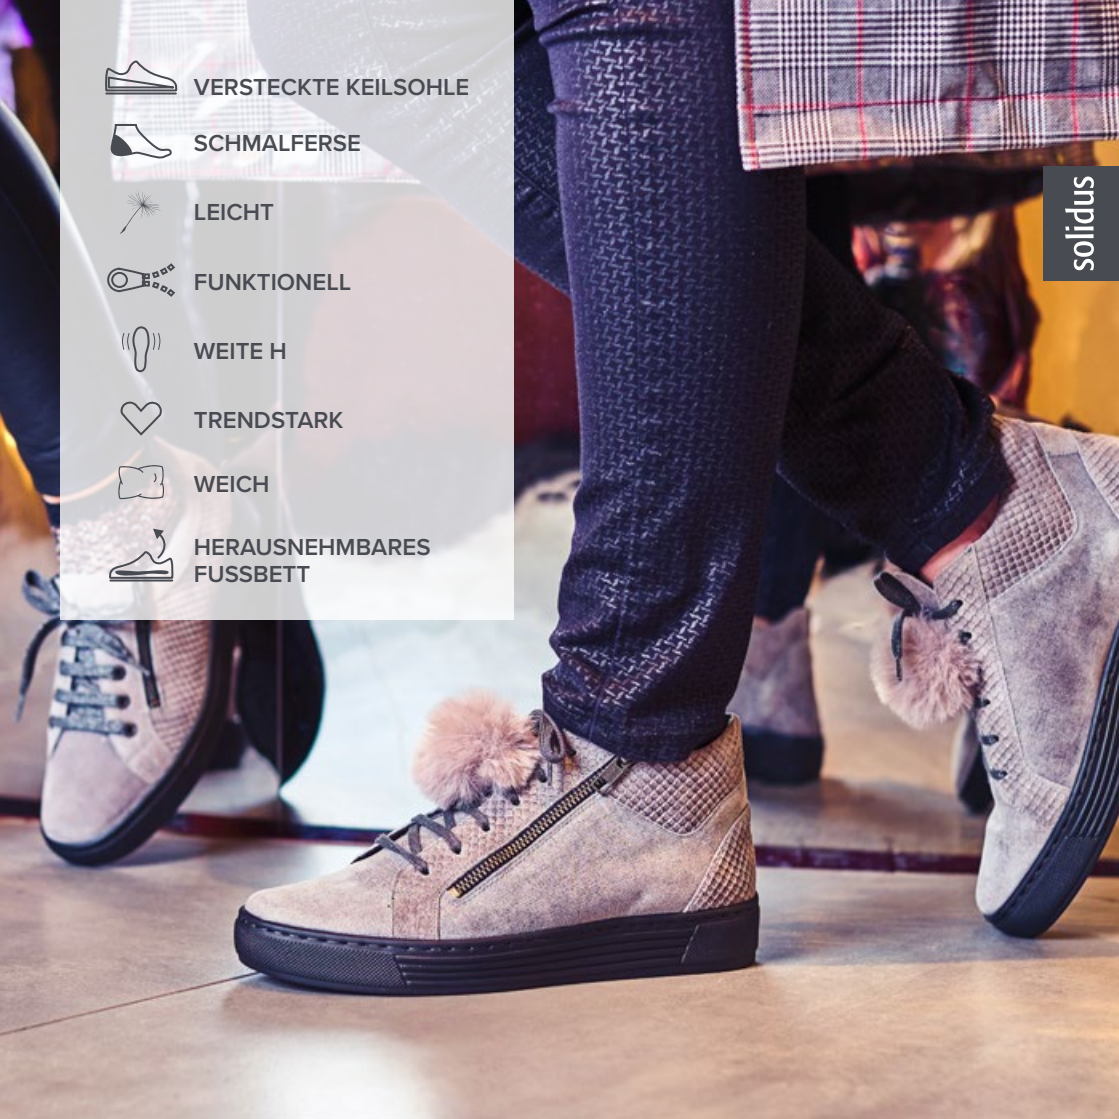 VERSTECKTE KEILSOHLE
SCHMALFERSE
LEICHT
FUNKTIONELL
WEITE H
TRENDSTARK
WEICH
HERAUSNEHMBARES
FUSSBETT
solidus